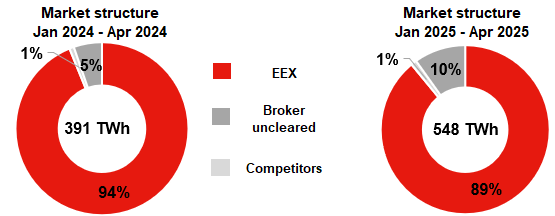 Market structure
Jan 2024 - Apr 2024
1%
5%
391 TWh
94%
EEX
Broker
uncleared
Competitors
Market structure
Jan 2025 - Apr 2025
1%
10%
548 TWh
89%